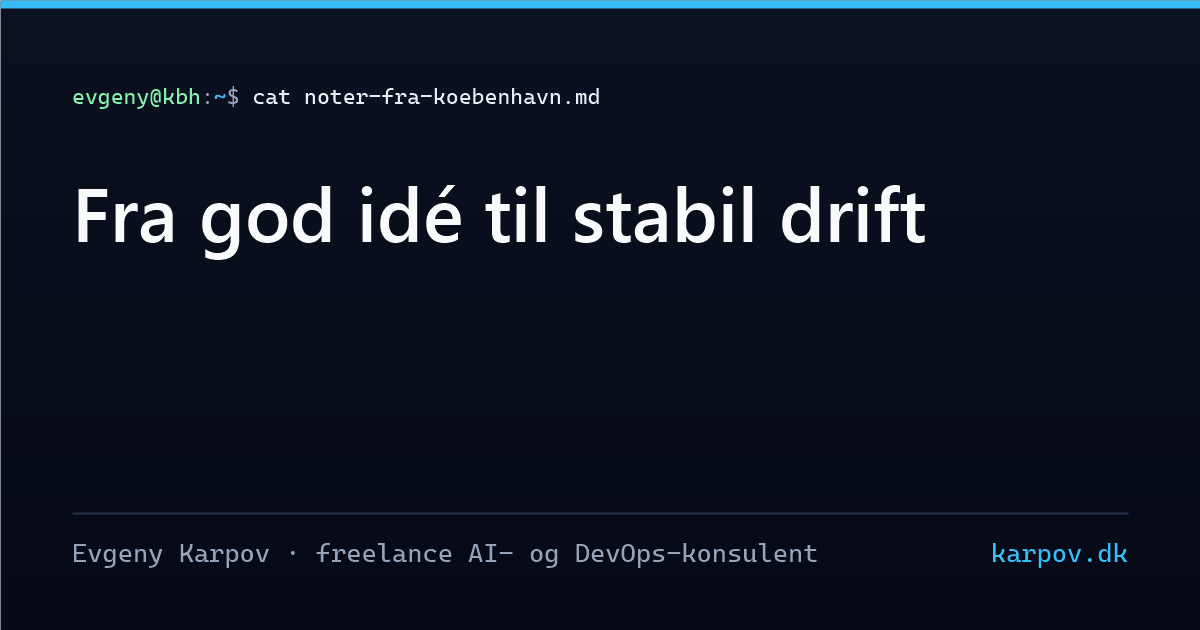 evgeny@kbh:~$ cat noter-fra-koebenhavn.md
Fra god idé til stabil drift
Evgeny Karpov · freelance AI- og DevOps-konsulent
karpov.dk